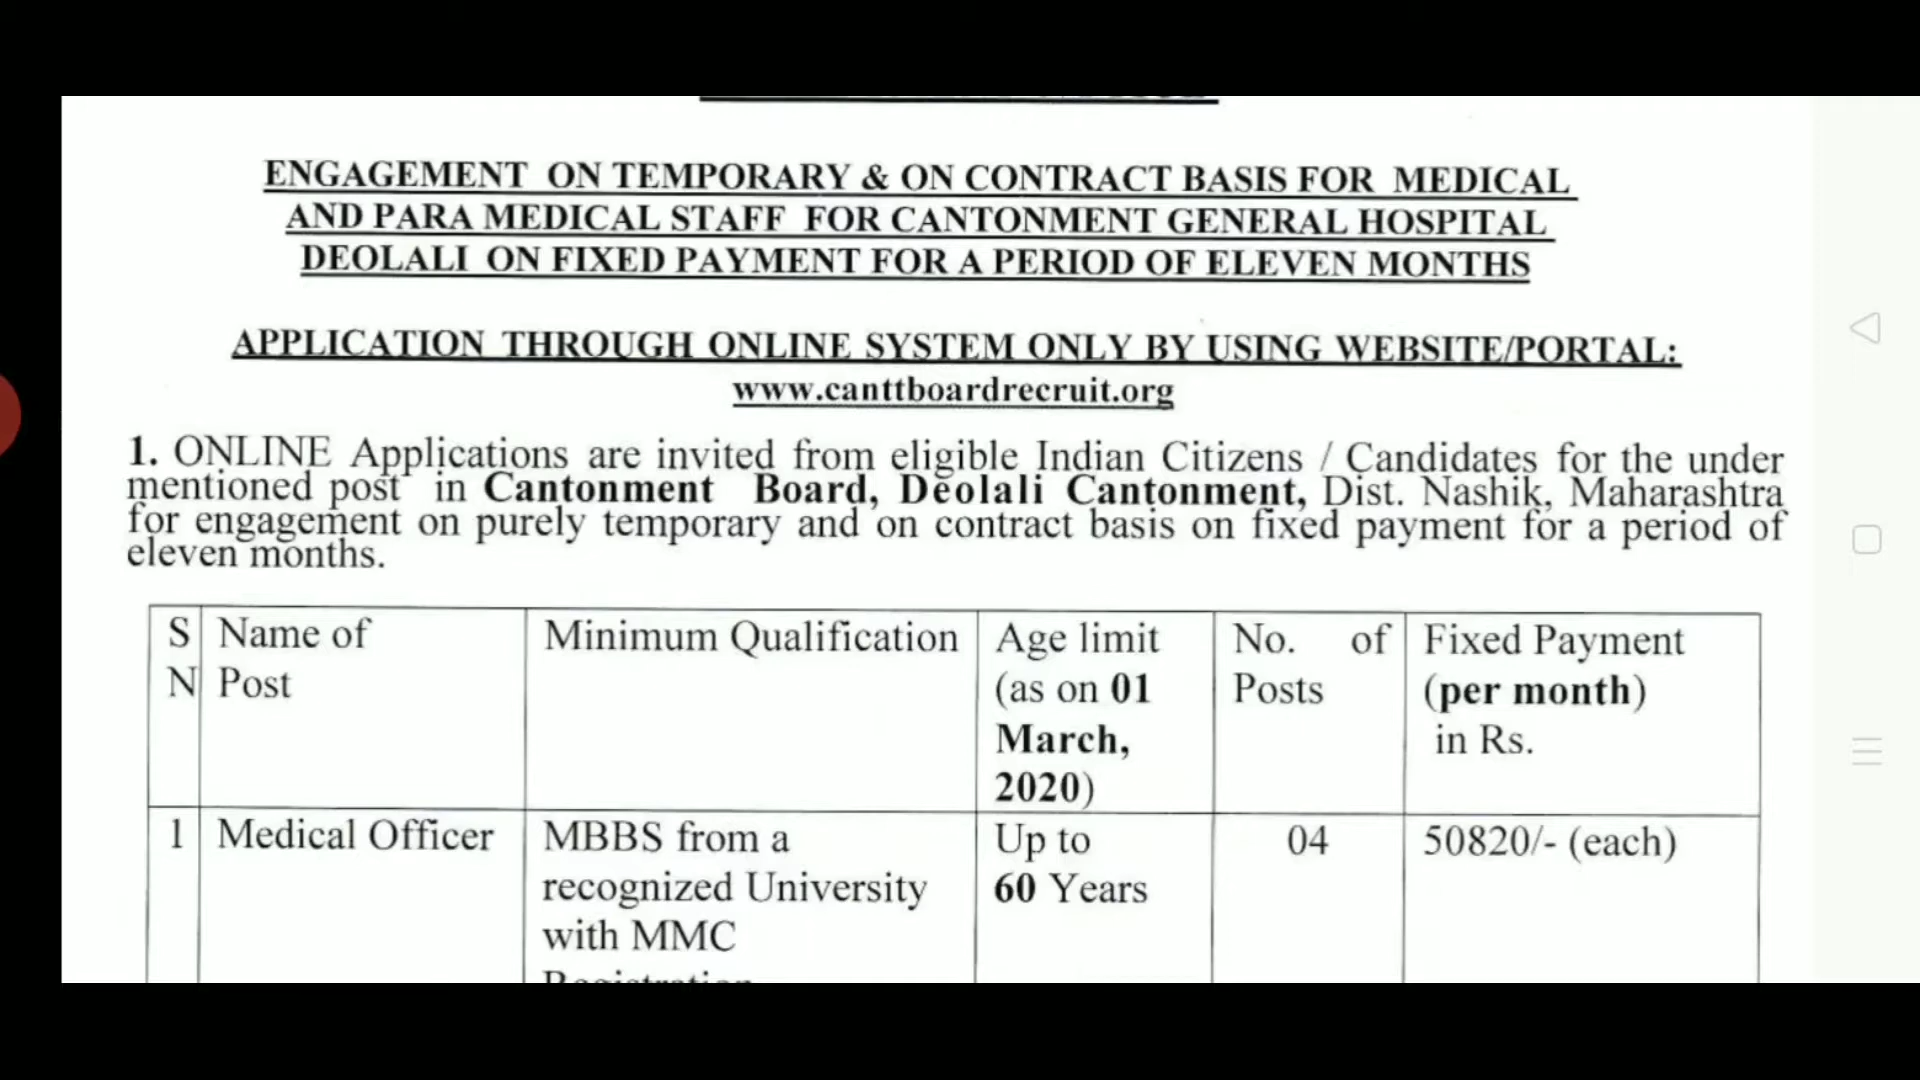 ENGAGEMENT ON TEMPORARY & ON CONTRACT BASIS FOR MEDICAL
AND PARA MEDICAL STAFF FOR CANTONMENT GENERAL HOSPITAL
DEOLALI ON FIXED PAYMENT FOR A PERIOD OF ELEVEN MONTHS
APPLICATION THROUGH ONLINE SYSTEM ONLY BY USING WEBSITE/PORTAL:
www.canttboardrecruit.org
1. ONLINE Applications are invited from eligible Indian Citizens / Candidates for the under
mentioned post in Cantonment Board, Deolali Cantonment, Dist. Nashik, Maharashtra
for engagement on purely temporary and on contract basis on fixed payment for a period of
eleven months.
S N
Name of
Post
Minimum Qualification
Age limit
(as on 01
March,
2020)
No. of
Posts
Fixed Payment
(per month)
in Rs.
1
Medical Officer
MBBS from a
recognized University
with MMC
Registration
Up to
60 Years
04
50820/- (each)